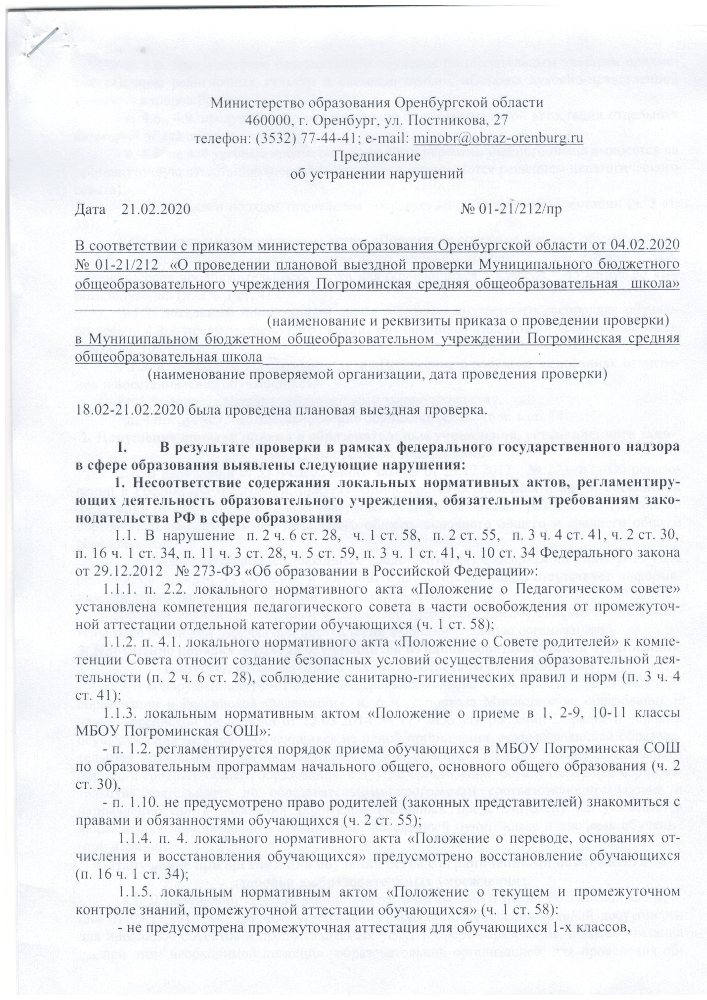 Министерство образования Оренбургской области
460000, г. Оренбург, ул. Постникова, 27
телефон: (3532) 77-44-41; e-mail: minobr@obraz-orenburg.ru
Предписание
об устранении нарушений
Дата 21.02.2020 № 01-21/212/пр
В соответствии с приказом министерства образования Оренбургской области от 04.02.2020
№ 01-21/212 «О проведении плановой выездной проверки Муниципального бюджетного
общеобразовательного учреждения Погроминская средняя общеобразовательная школа»
(наименование и реквизиты приказа о проведении проверки)
в Муниципальном бюджетном общеобразовательном учреждении Погроминская средняя
общеобразовательная школа
(наименование проверяемой организации, дата проведения проверки)
18.02-21.02.2020 была проведена плановая выездная проверка.
I. В результате проверки в рамках федерального государственного надзора
в сфере образования выявлены следующие нарушения:
1. Несоответствие содержания локальных нормативных актов, регламентиру-
ющих деятельность образовательного учреждения, обязательным требованиям зако-
нодательства РФ в сфере образования
1.1. В нарушение п. 2 ч. 6 ст. 28, ч. 1 ст. 58, п. 2 ст. 55, п. 3 ч. 4 ст. 41, ч. 2 ст. 30,
п. 16 ч. 1 ст. 34, п. 11 ч. 3 ст. 28, ч. 5 ст. 59, п. 3 ч. 1 ст. 41, ч. 10 ст. 34 Федерального закона
от 29.12.2012 № 273-ФЗ «Об образовании в Российской Федерации»:
1.1.1. п. 2.2. локального нормативного акта «Положение о Педагогическом совете»
установлена компетенция педагогического совета в части освобождения от промежуточ-
ной аттестации отдельной категории обучающихся (ч. 1 ст. 58);
1.1.2. п. 4.1. локального нормативного акта «Положение о Совете родителей» к компе-
тенции Совета относит создание безопасных условий осуществления образовательной дея-
тельности (п. 2 ч. 6 ст. 28), соблюдение санитарно-гигиенических правил и норм (п. 3 ч. 4
ст. 41);
1.1.3. локальным нормативным актом «Положение о приеме в 1, 2-9, 10-11 классы
МБОУ Погроминская СОШ»:
- п. 1.2. регламентируется порядок приема обучающихся в МБОУ Погроминская СОШ
по образовательным программам начального общего, основного общего образования (ч. 2
ст. 30),
- п. 1.10. не предусмотрено право родителей (законных представителей) знакомиться с
правами и обязанностями обучающихся (ч. 2 ст. 55);
1.1.4. п. 4. локального нормативного акта «Положение о переводе, основаниях от-
числения и восстановления обучающихся» предусмотрено восстановление обучающихся
(п. 16 ч. 1 ст. 34);
1.1.5. локальным нормативным актом «Положение о текущем и промежуточном
контроле знаний, промежуточной аттестации обучающихся» (ч. 1 ст. 58):
- не предусмотрена промежуточная аттестация для обучающихся 1-х классов,